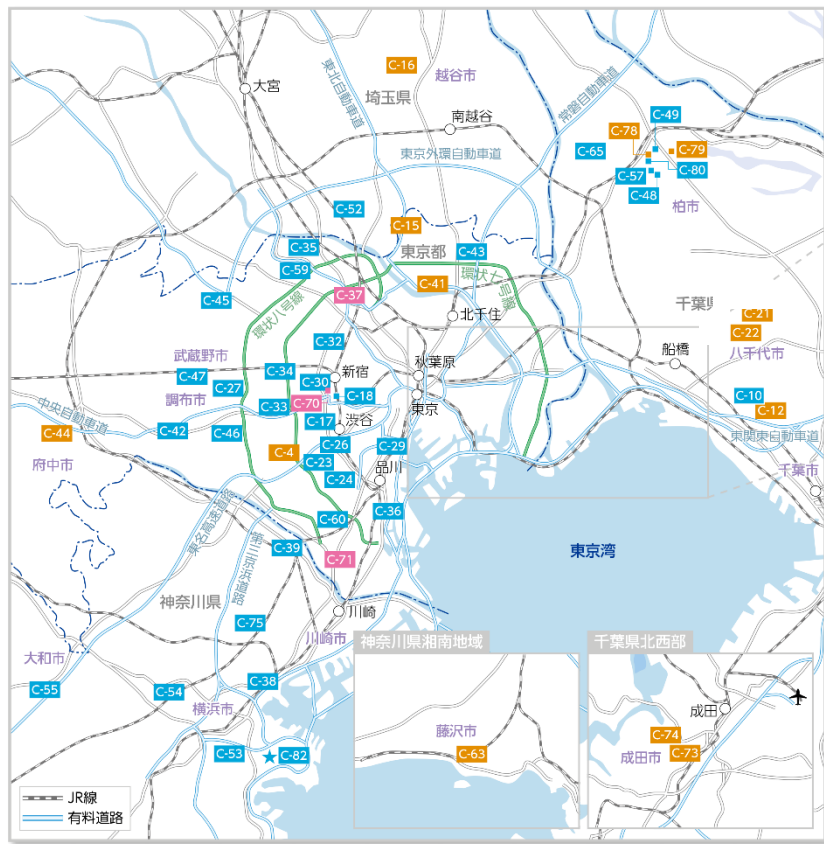 C-16
越谷市
大宮
東北自動車道
埼玉県
常磐自動車道
C-49
南越谷
C-78
C-79
C-65
東京外環自動車道
C-80
C-57
C-48
柏市
C-52
C-15
C-35
東京都
C-43
C-59
環状七号線
C-41
C-37
C-45
環状八号線
北千住
千葉県
C-21
C-22
C-32
武蔵野市
船橋
八千代市
秋葉原
C-34
新宿
C-47
C-30
C-27
C-18
東京
C-10
調布市
C-70
C-33
C-12
中央自動車道
C-17
渋谷
C-44
C-42
C-46
東関東自動車道
C-26
C-29
府中市
C-4
C-23
品川
千葉市
C-24
東名高速道路
C-36
C-60
第三京浜道路
C-39
東京湾
C-71
神奈川県
川崎
C-75
川崎市
神奈川県湘南地域
千葉県北西部
大和市
C-38
C-55
C-54
横浜市
成田
藤沢市
C-74
C-53
C-82
C-63
成田市
C-73
JR線
有料道路